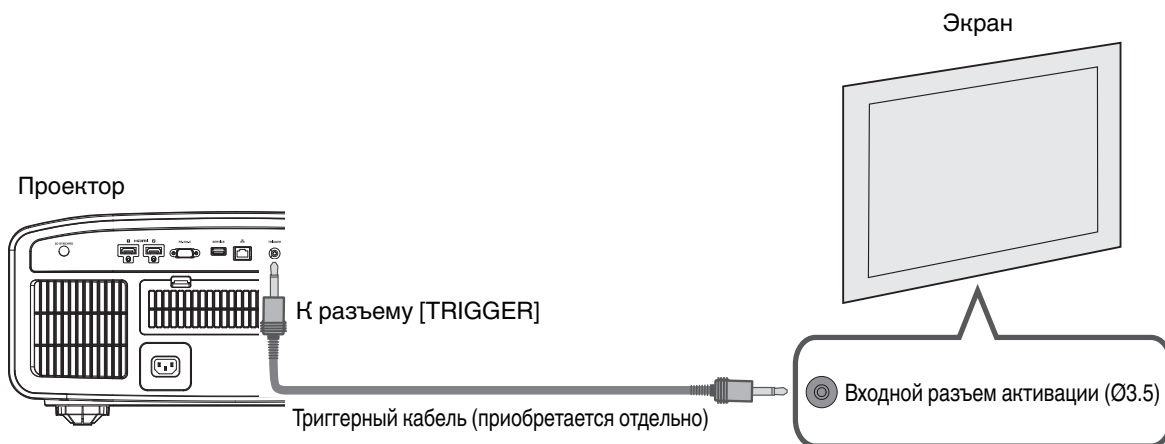 Экран
Проектор
К разъему [TRIGGER]
Входной разъем активации (Ø3.5)
Триггерный кабель (приобретается отдельно)